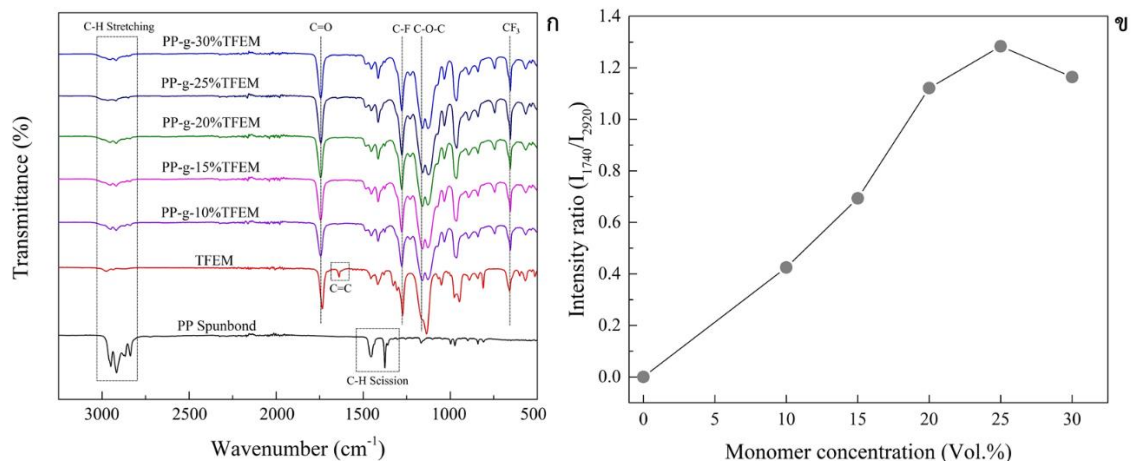 C-H Stretching
C=O
C-F C-O-C
CF₃
ก
PP-g-30%TFEM
PP-g-25%TFEM
PP-g-20%TFEM
PP-g-15%TFEM
PP-g-10%TFEM
TFEM
C=C
PP Spunbond
C-H Scission
Transmittance (%)
3000 2500 2000 1500 1000 500
Wavenumber (cm⁻¹)
ข
Intensity ratio (I₁₇₄₀/I₂₉₂₀)
1.4
1.2
1.0
0.8
0.6
0.4
0.2
0.0
0 5 10 15 20 25 30
Monomer concentration (Vol.%)